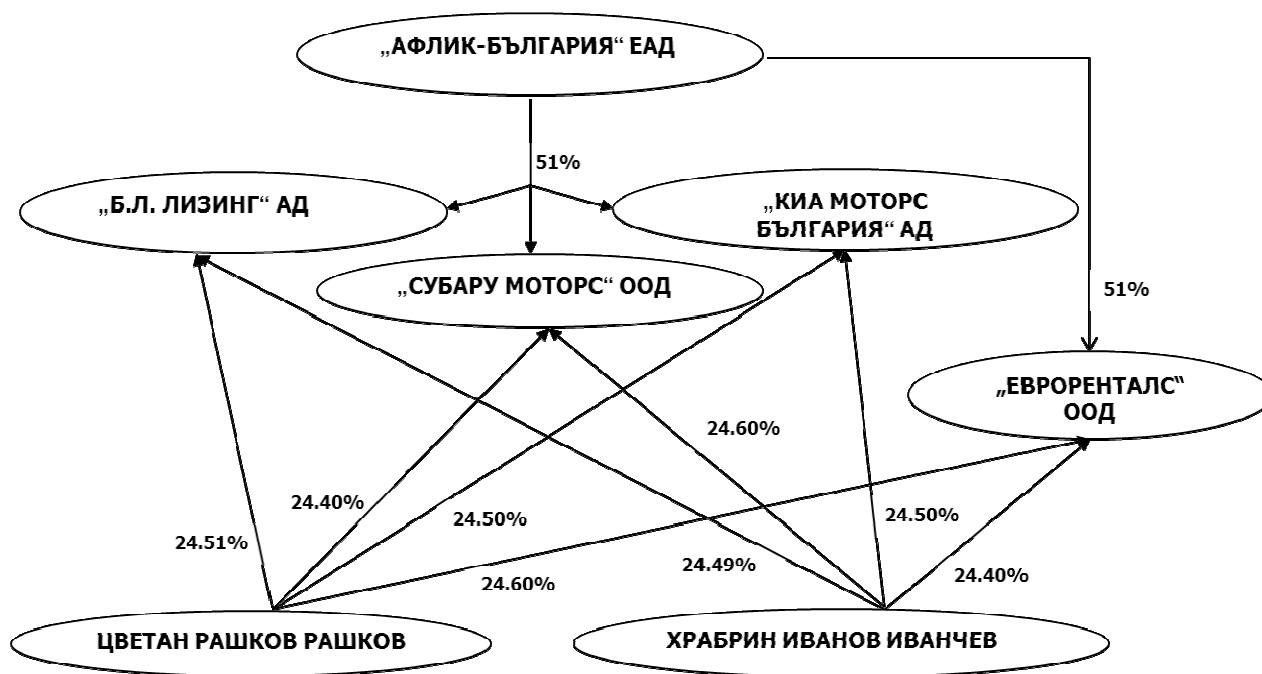 „АФЛИК-БЪЛГАРИЯ“ ЕАД
51%
„Б.Л. ЛИЗИНГ“ АД
„КИА МОТОРС
БЪЛГАРИЯ“ АД
„СУБАРУ МОТОРС“ ООД
51%
„ЕВРОРЕНТАЛС“
ООД
24.60%
24.40%
24.50%
24.50%
24.51%
24.49%
24.60%
24.40%
ЦВЕТАН РАШКОВ РАШКОВ
ХРАБРИН ИВАНОВ ИВАНЧЕВ